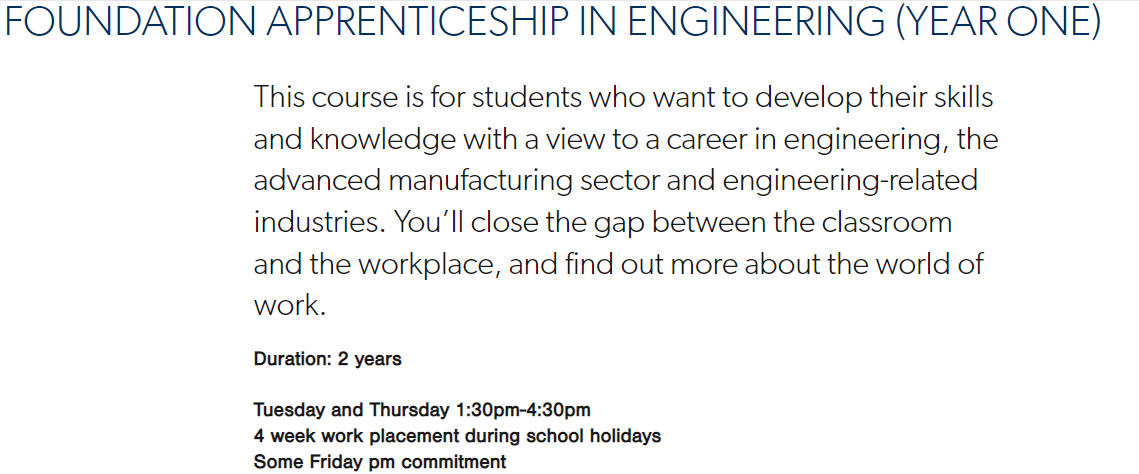 FOUNDATION APPRENTICESHIP IN ENGINEERING (YEAR ONE)
This course is for students who want to develop their skills
and knowledge with a view to a career in engineering, the
advanced manufacturing sector and engineering-related
industries. You’ll close the gap between the classroom
and the workplace, and find out more about the world of
work.
Duration: 2 years
Tuesday and Thursday 1:30pm-4:30pm
4 week work placement during school holidays
Some Friday pm commitment